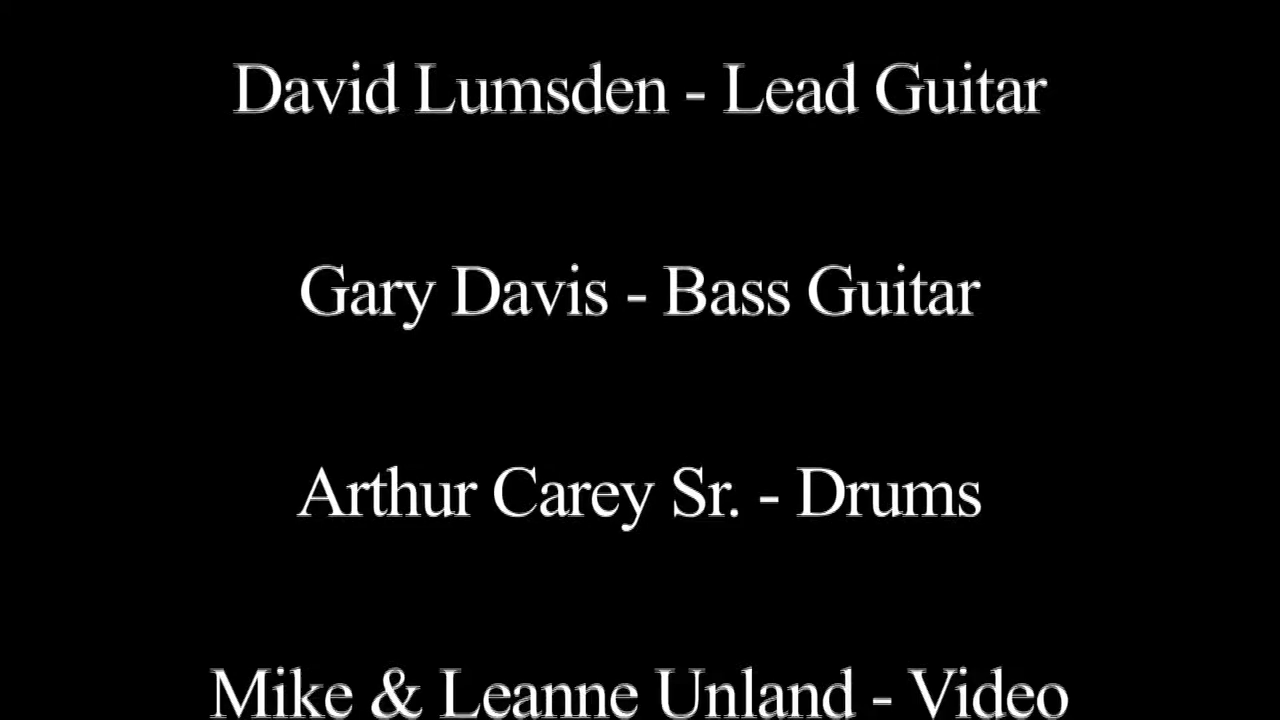 David Lumsden - Lead Guitar
Gary Davis - Bass Guitar
Arthur Carey Sr. - Drums
Mike & Leanne Unland - Video